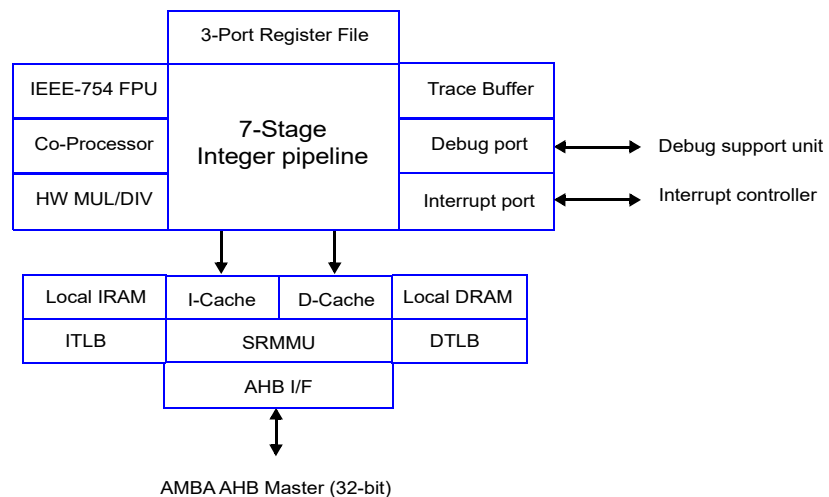 3-Port Register File
IEEE-754 FPU
Trace Buffer
7-Stage
Integer pipeline
Co-Processor
Debug port
Debug support unit
HW MUL/DIV
Interrupt port
Interrupt controller
Local IRAM
I-Cache
D-Cache
Local DRAM
ITLB
SRMMU
DTLB
AHB I/F
AMBA AHB Master (32-bit)